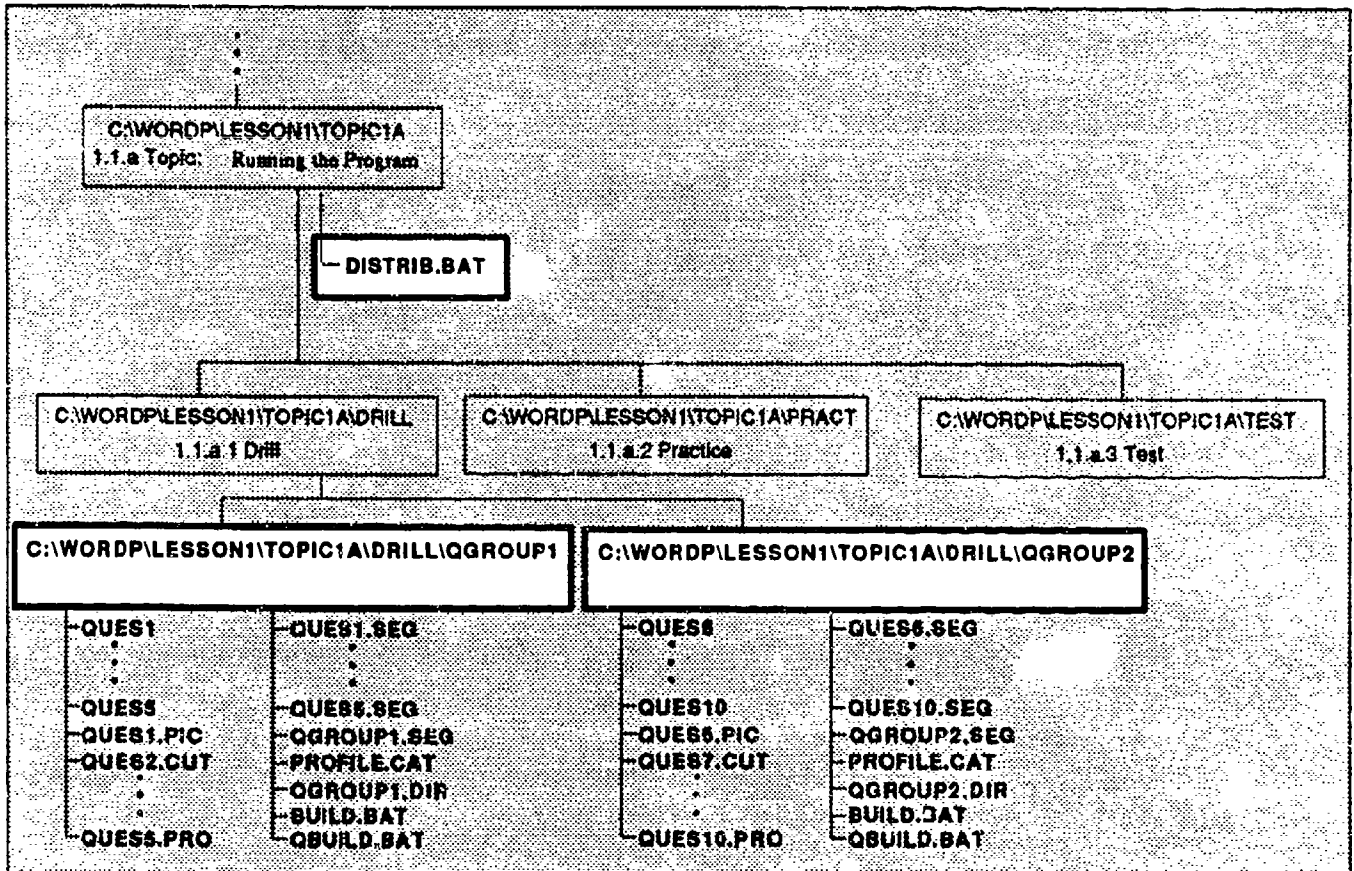 C:\WORDP\LESSON1\TOPIC1A
1.1.a Topic: Running the Program
DISTRIB.BAT
C:\WORDP\LESSON1\TOPIC1A\DRILL
1.1.a.1 Drill
C:\WORDP\LESSON1\TOPIC1A\PRACT
1.1.a.2 Practice
C:\WORDP\LESSON1\TOPIC1A\TEST
1.1.a.3 Test
C:\WORDP\LESSON1\TOPIC1A\DRILL\QGROUP1
QUES1
QUES5
QUES1.PIC
QUES2.CUT
QUES5.PRO
QUES1.SEG
QUES5.SEG
QGROUP1.SEG
PROFILE.CAT
QGROUP1.DIR
BUILD.BAT
QBUILD.BAT
C:\WORDP\LESSON1\TOPIC1A\DRILL\QGROUP2
QUES6
QUES10
QUES6.PIC
QUES7.CUT
QUES10.PRO
QUES6.SEG
QUES10.SEG
QGROUP2.SEG
PROFILE.CAT
QGROUP2.DIR
BUILD.BAT
QBUILD.BAT